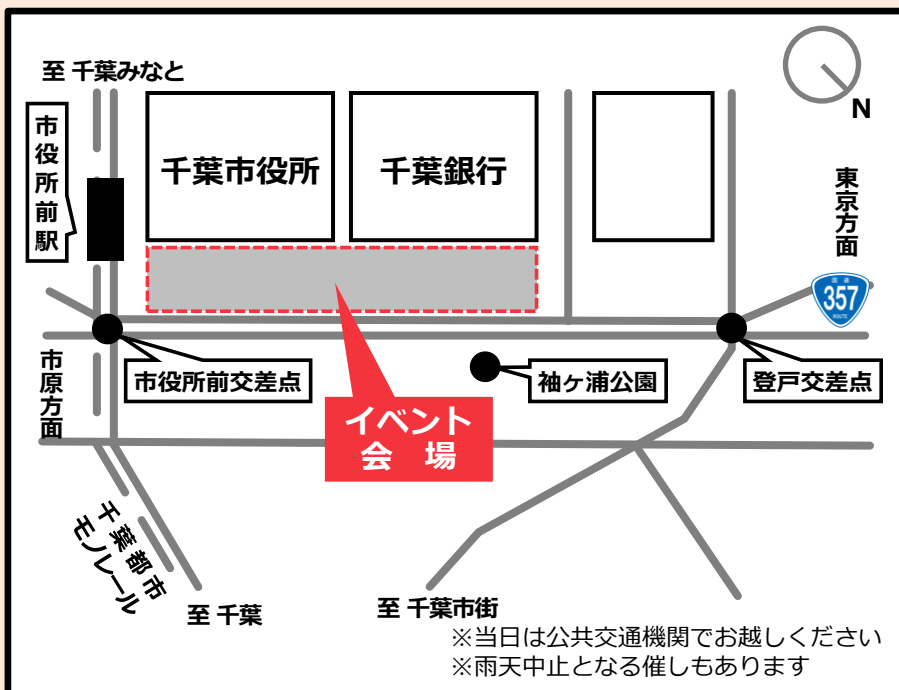 至 千葉みなと
N
市役所前駅
千葉市役所
千葉銀行
東京方面
国道
357
ROUTE
市原方面
市役所前交差点
袖ヶ浦公園
登戸交差点
イベント
会 場
千葉都市
モノレール
至 千葉
至 千葉市街
※当日は公共交通機関でお越しください
※雨天中止となる催しもあります